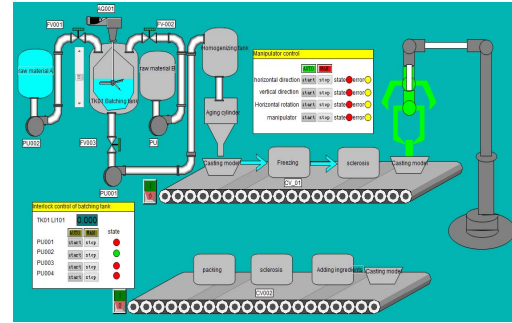 AG001
FV001
FV-002
Homogenizing tank
raw material A
raw material B
TK01 Batching tank
PU002
FV003
PU
PU001
Aging cylinder
Manipulator control
AUTO
MAN
horizontal direction start stop state error
vertical direction start stop state error
Horizontal rotation start stop state error
manipulator start stop state error
Casting model
Freezing
sclerosis
Casting model
CV_01
Interlock control of batching tank
TK01 LI101 0.000
AUTO MAN state
PU001 start stop
PU002 start stop
PU003 start stop
PU004 start stop
packing
sclerosis
Adding ingredients
Casting model
CV002